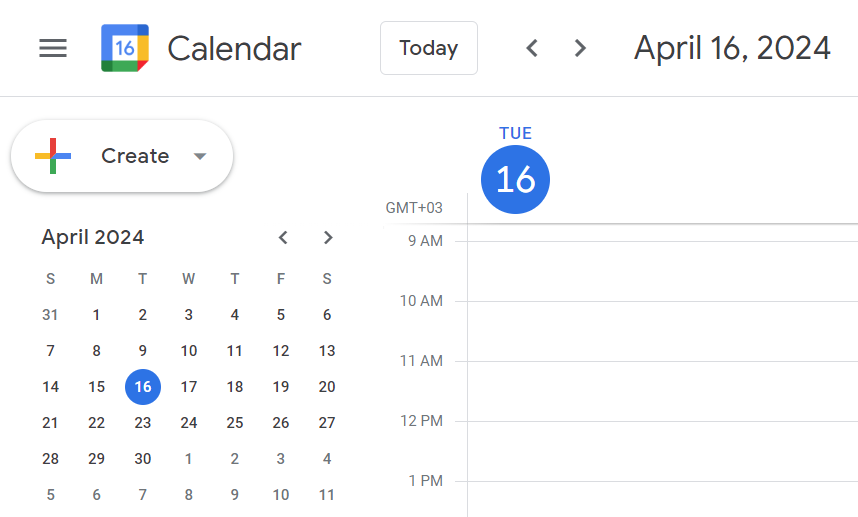 16 Calendar Today April 16, 2024
Create
TUE
16
GMT+03
April 2024
S M T W T F S
31 1 2 3 4 5 6
7 8 9 10 11 12 13
14 15 16 17 18 19 20
21 22 23 24 25 26 27
28 29 30 1 2 3 4
5 6 7 8 9 10 11
9 AM
10 AM
11 AM
12 PM
1 PM